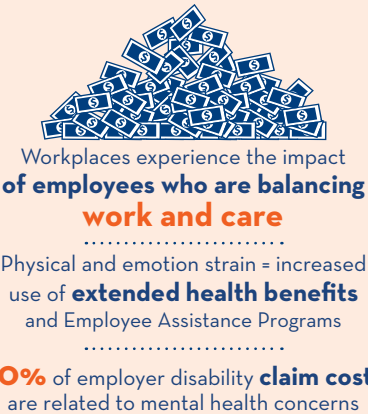 Workplaces experience the impact
of employees who are balancing
work and care
Physical and emotion strain = increased
use of extended health benefits
and Employee Assistance Programs
0% of employer disability claim cost
are related to mental health concerns